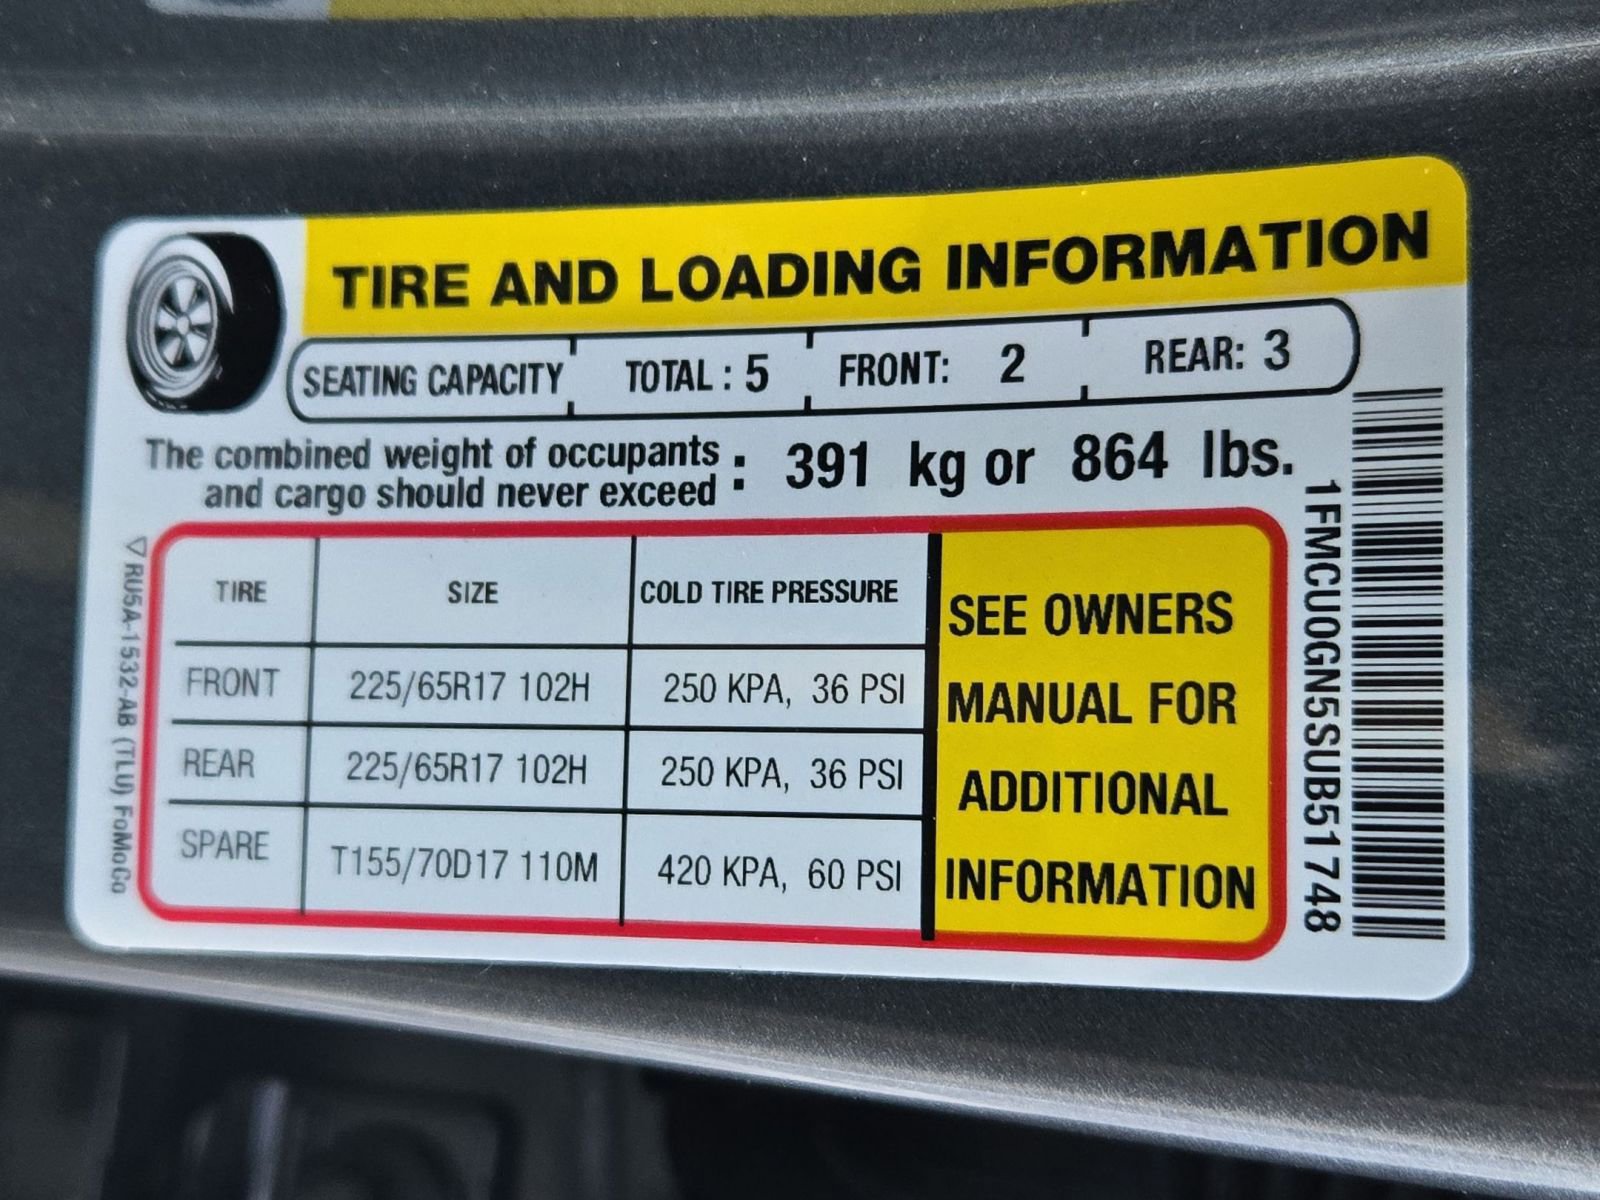 TIRE AND LOADING INFORMATION
SEATING CAPACITY TOTAL : 5 FRONT: 2 REAR: 3
The combined weight of occupants
and cargo should never exceed : 391 kg or 864 lbs.
TIRE SIZE COLD TIRE PRESSURE
FRONT 225/65R17 102H 250 KPA, 36 PSI
REAR 225/65R17 102H 250 KPA, 36 PSI
SPARE T155/70D17 110M 420 KPA, 60 PSI
SEE OWNERS
MANUAL FOR
ADDITIONAL
INFORMATION
1FMCU0GN5SUB51748
▽RU5A-1532-AB (TLU) FoMoCo